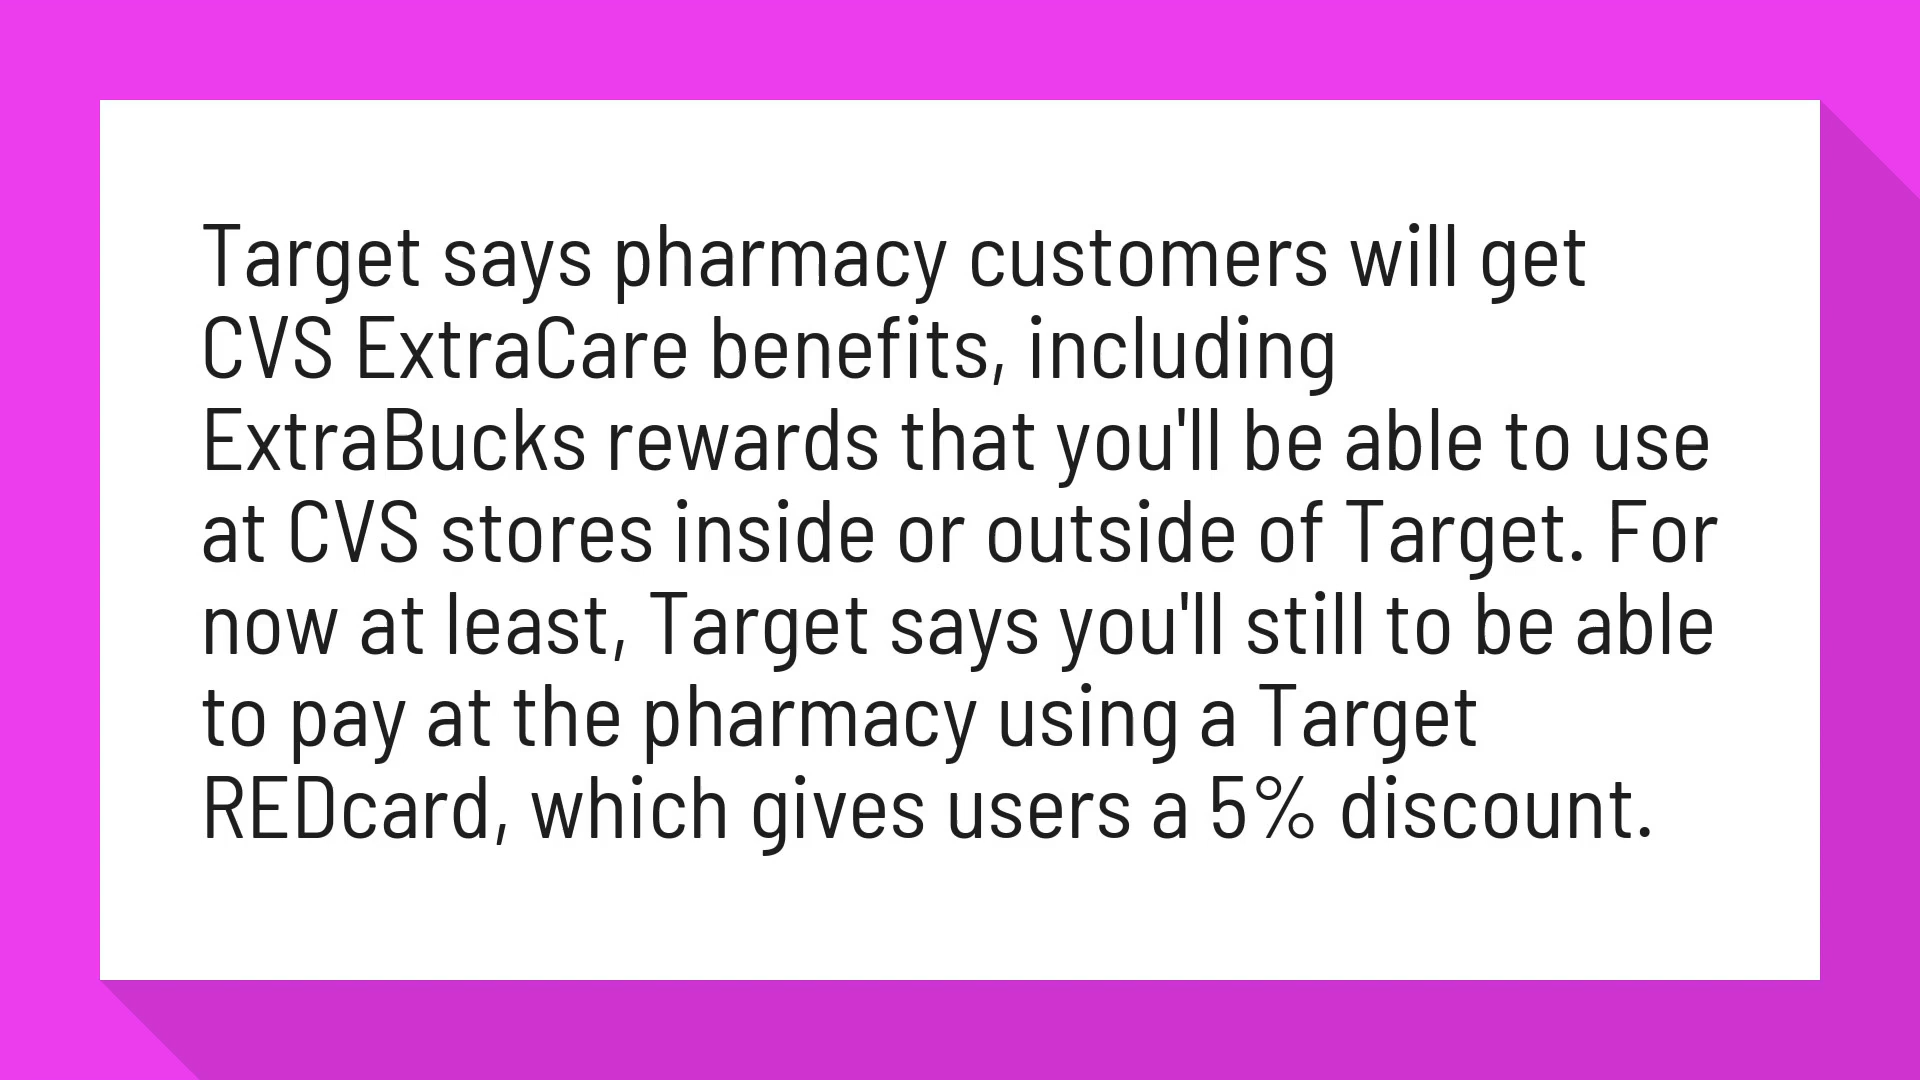 Target says pharmacy customers will get
CVS ExtraCare benefits, including
ExtraBucks rewards that you'll be able to use
at CVS stores inside or outside of Target. For
now at least, Target says you'll still to be able
to pay at the pharmacy using a Target
REDcard, which gives users a 5% discount.